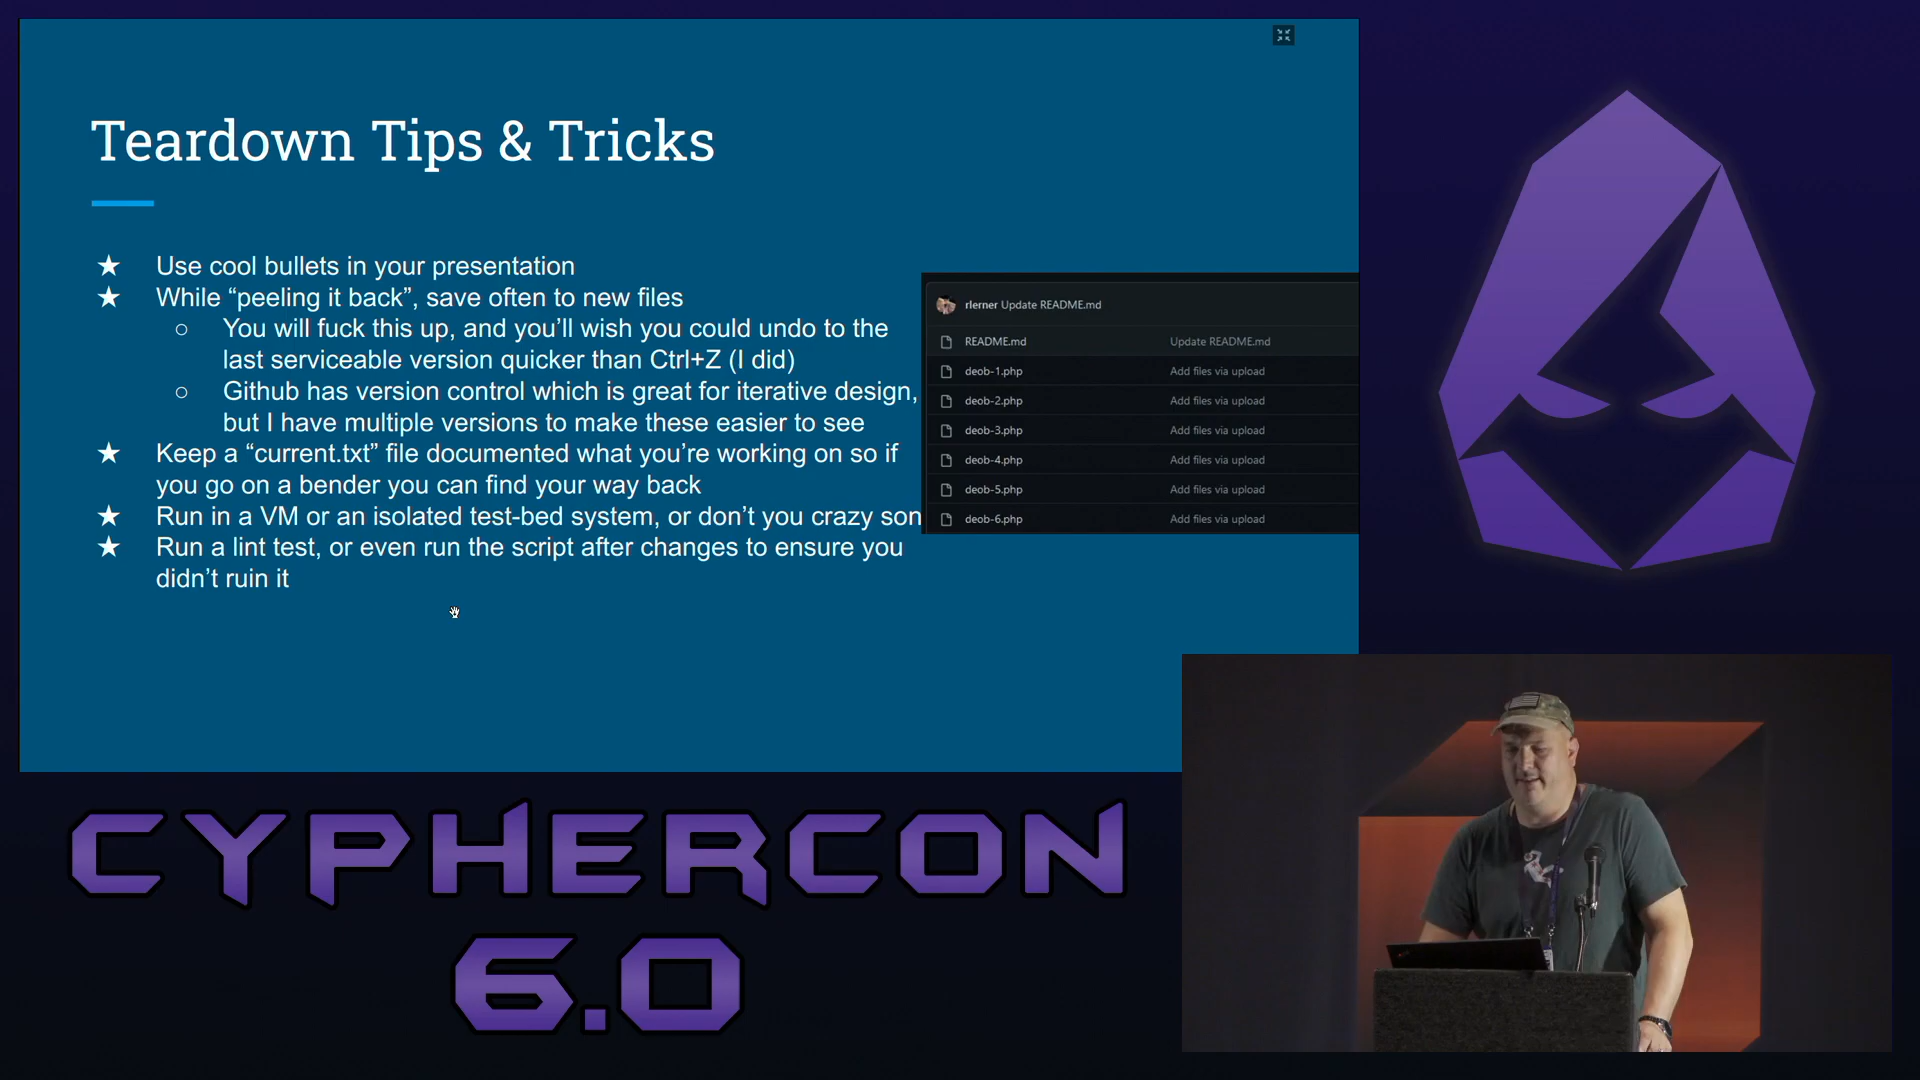 Teardown Tips & Tricks
★ Use cool bullets in your presentation
★ While “peeling it back”, save often to new files
○ You will fuck this up, and you’ll wish you could undo to the
last serviceable version quicker than Ctrl+Z (I did)
○ Github has version control which is great for iterative design,
but I have multiple versions to make these easier to see
★ Keep a “current.txt” file documented what you’re working on so if
you go on a bender you can find your way back
★ Run in a VM or an isolated test-bed system, or don’t you crazy son
★ Run a lint test, or even run the script after changes to ensure you
didn’t ruin it
rlerner Update README.md
README.md Update README.md
deob-1.php Add files via upload
deob-2.php Add files via upload
deob-3.php Add files via upload
deob-4.php Add files via upload
deob-5.php Add files via upload
deob-6.php Add files via upload
CYPHERCON
6.0